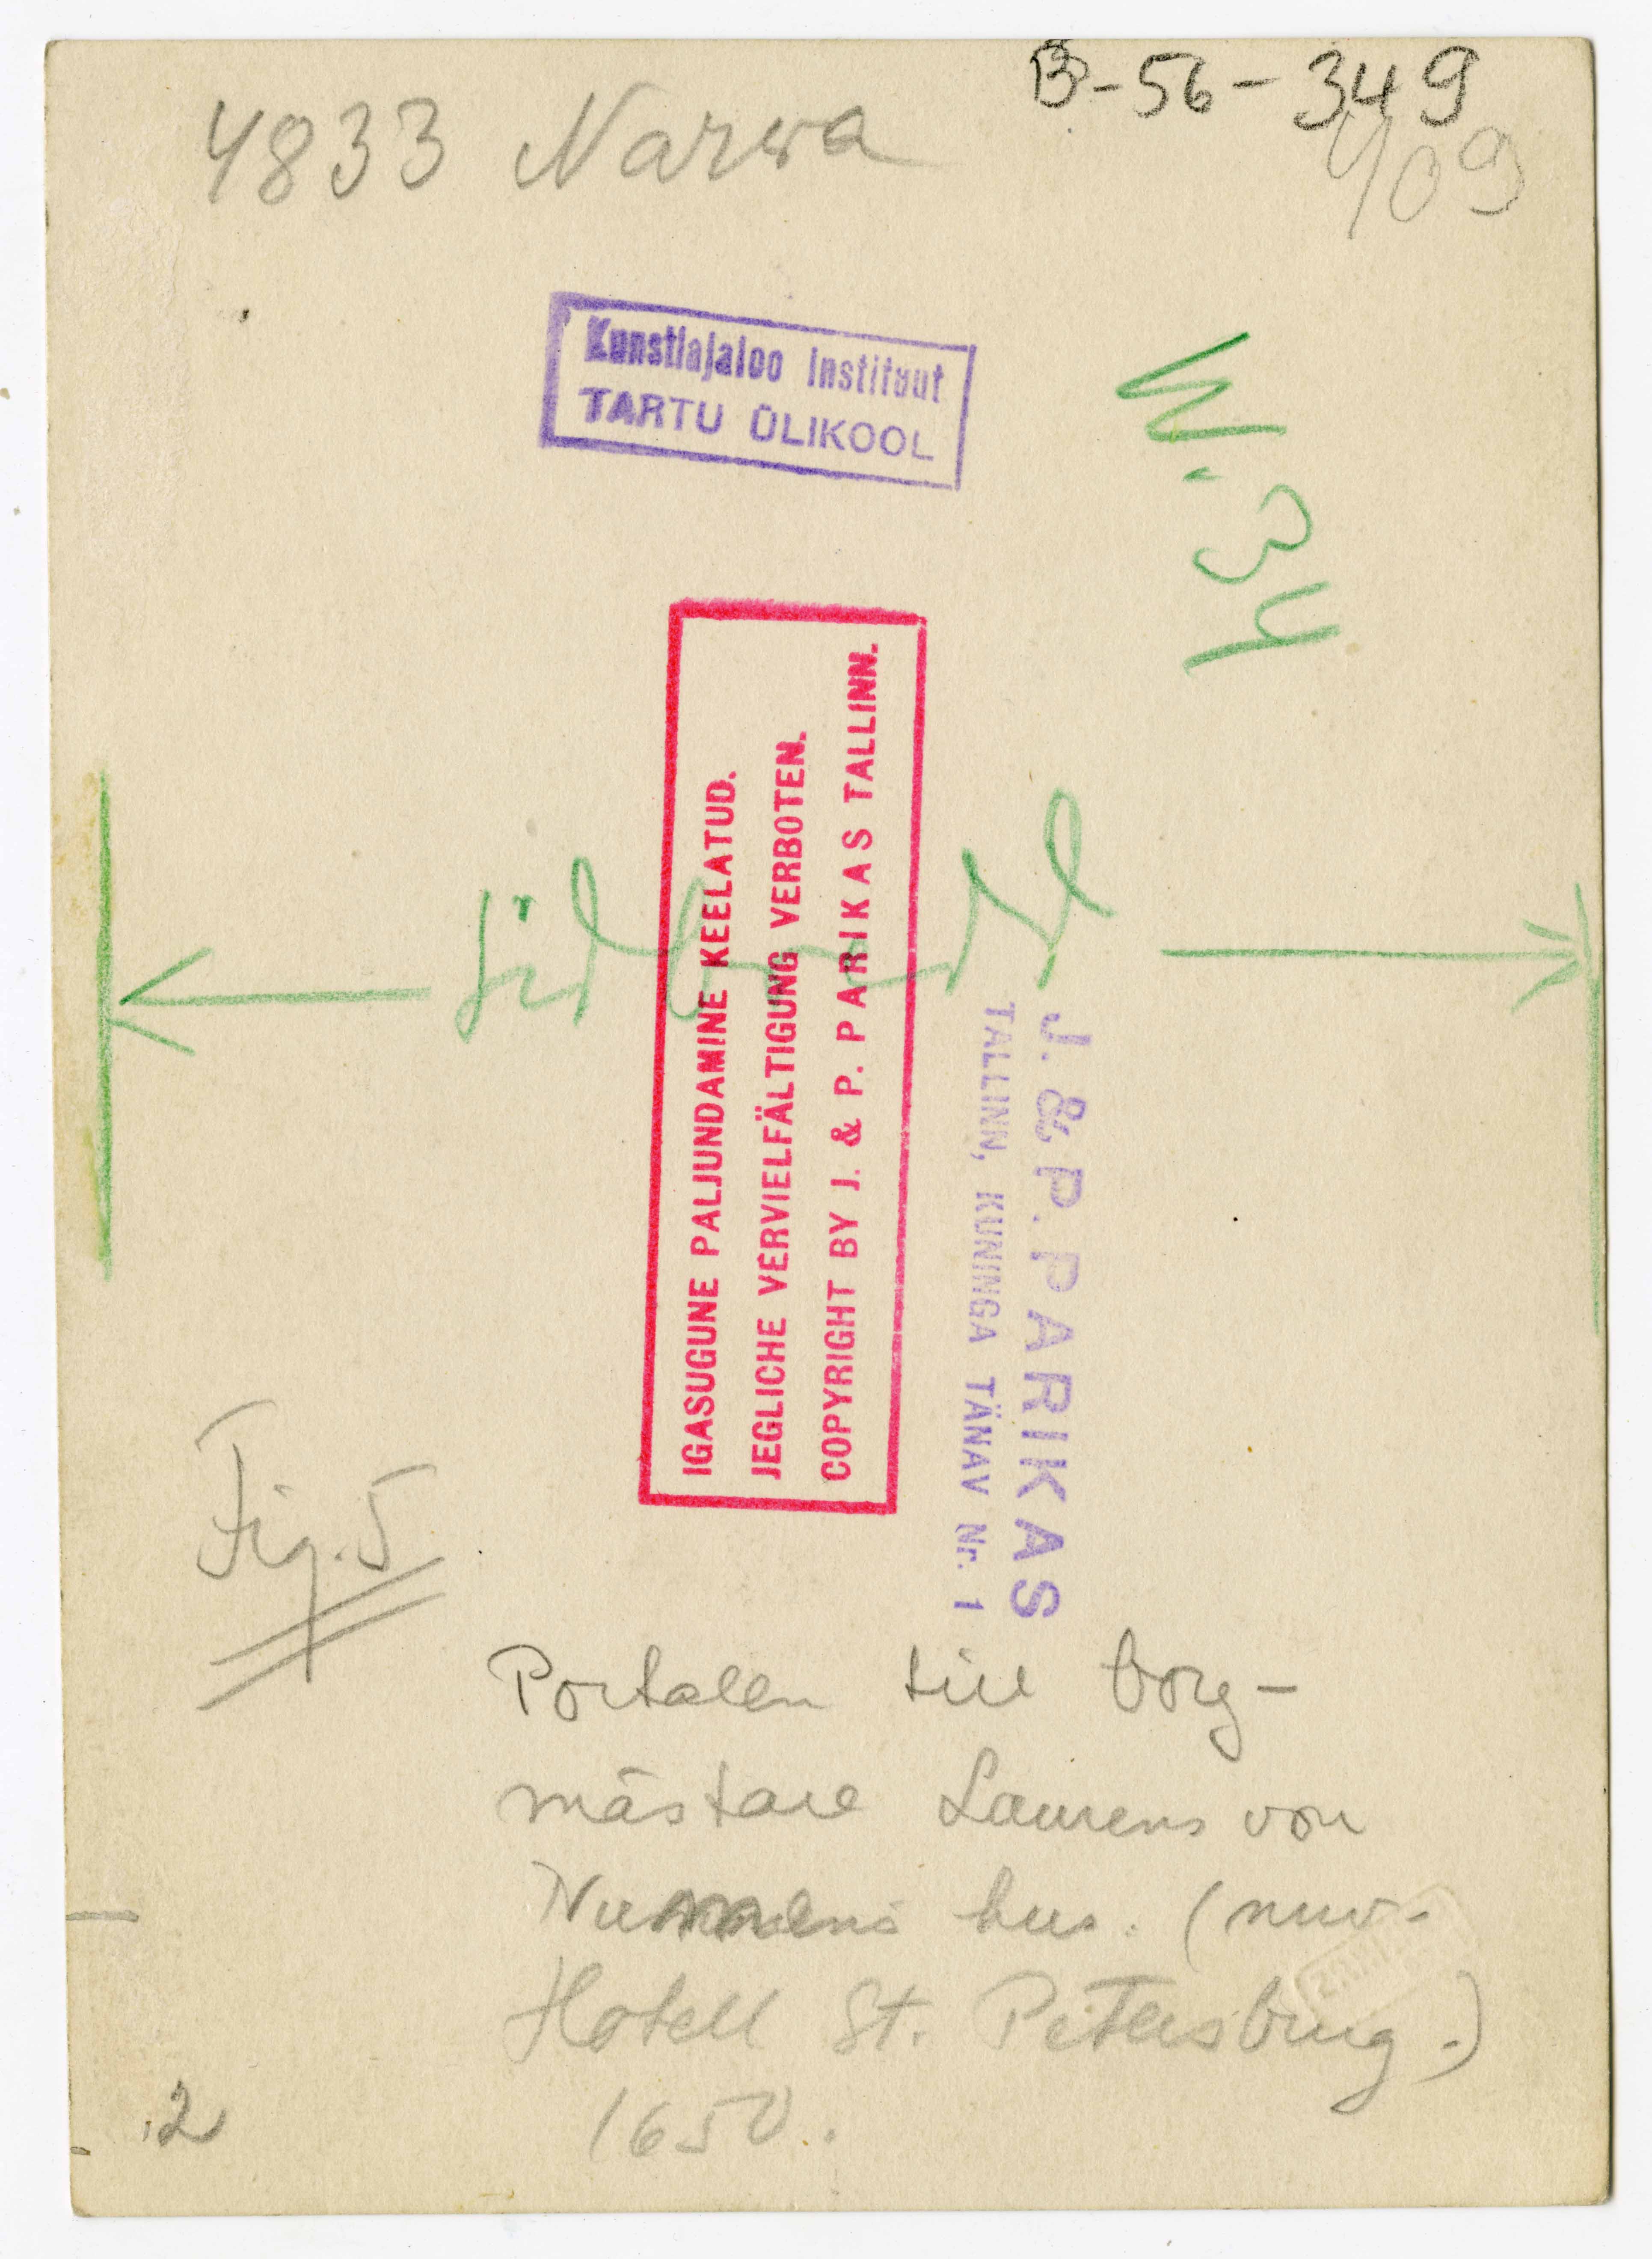 B-56-349
4833 Narwa
409
Kunstiajaloo Instituut
TARTU ÜLIKOOL
N. 34
IGASUGUNE PALJUNDAMINE KEELATUD.
JEGLICHE VERVIELFÄLTIGUNG VERBOTEN.
COPYRIGHT BY J. & P. PARIKAS TALLINN.
J. & P. PARIKAS
TALLINN, KUNINGA TÄNAV Nr. 1
Fig. 5
Portalen till borg-
mästare Laurens von
Nummens hus. (nuv.
Hotell St. Petersburg.)
1650.
2